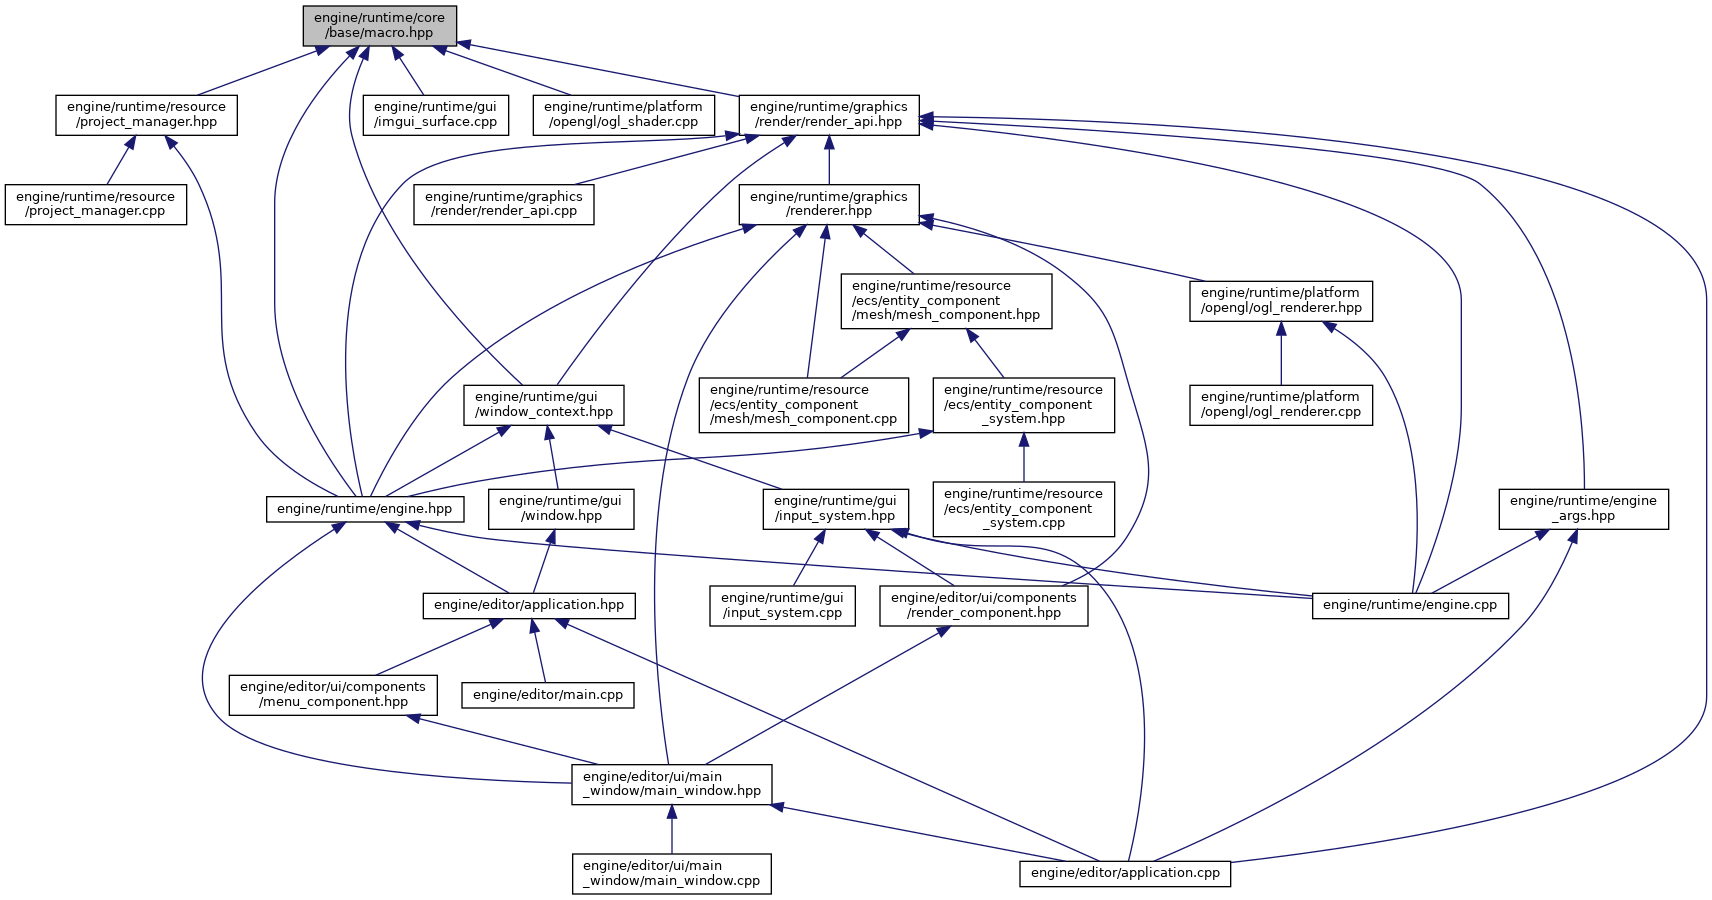 engine/runtime/core
/base/macro.hpp
engine/runtime/resource
/project_manager.hpp
engine/runtime/gui
/imgui_surface.cpp
engine/runtime/platform
/opengl/ogl_shader.cpp
engine/runtime/graphics
/render/render_api.hpp
engine/runtime/resource
/project_manager.cpp
engine/runtime/graphics
/render/render_api.cpp
engine/runtime/graphics
/renderer.hpp
engine/runtime/resource
/ecs/entity_component
/mesh/mesh_component.hpp
engine/runtime/platform
/opengl/ogl_renderer.hpp
engine/runtime/gui
/window_context.hpp
engine/runtime/resource
/ecs/entity_component
/mesh/mesh_component.cpp
engine/runtime/resource
/ecs/entity_component
_system.hpp
engine/runtime/platform
/opengl/ogl_renderer.cpp
engine/runtime/engine.hpp
engine/runtime/gui
/window.hpp
engine/runtime/gui
/input_system.hpp
engine/runtime/resource
/ecs/entity_component
_system.cpp
engine/runtime/engine
_args.hpp
engine/editor/application.hpp
engine/runtime/gui
/input_system.cpp
engine/editor/ui/components
/render_component.hpp
engine/runtime/engine.cpp
engine/editor/ui/components
/menu_component.hpp
engine/editor/main.cpp
engine/editor/ui/main
_window/main_window.hpp
engine/editor/ui/main
_window/main_window.cpp
engine/editor/application.cpp